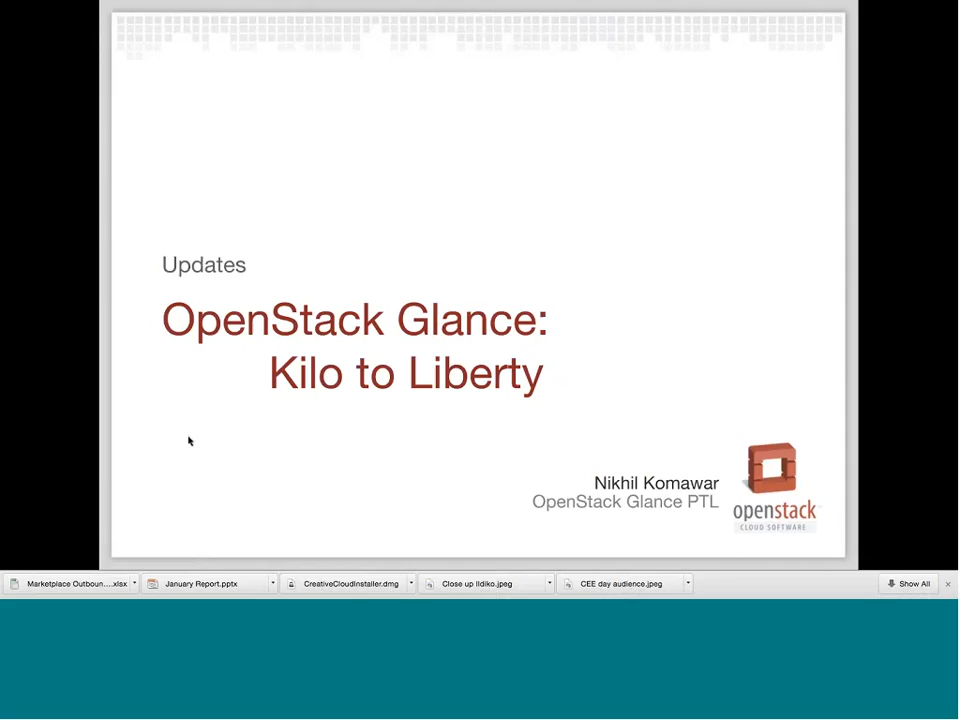 Updates
OpenStack Glance:
Kilo to Liberty
Nikhil Komawar
OpenStack Glance PTL
openstack
CLOUD SOFTWARE
Marketplace Outboun....xlsx
January Report.pptx
CreativeCloudInstaller.dmg
Close up Ildiko.jpeg
CEE day audience.jpeg
Show All